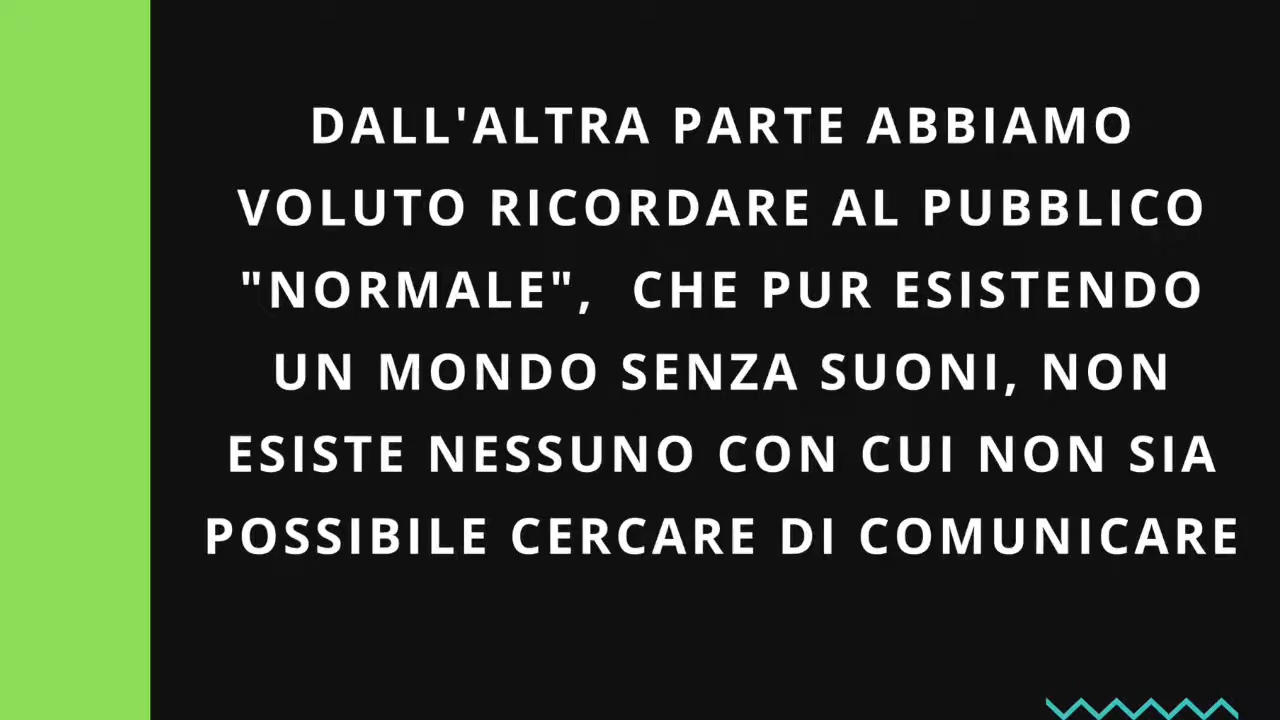 DALL'ALTRA PARTE ABBIAMO
VOLUTO RICORDARE AL PUBBLICO
"NORMALE",  CHE PUR ESISTENDO
UN MONDO SENZA SUONI, NON
ESISTE NESSUNO CON CUI NON SIA
POSSIBILE CERCARE DI COMUNICARE